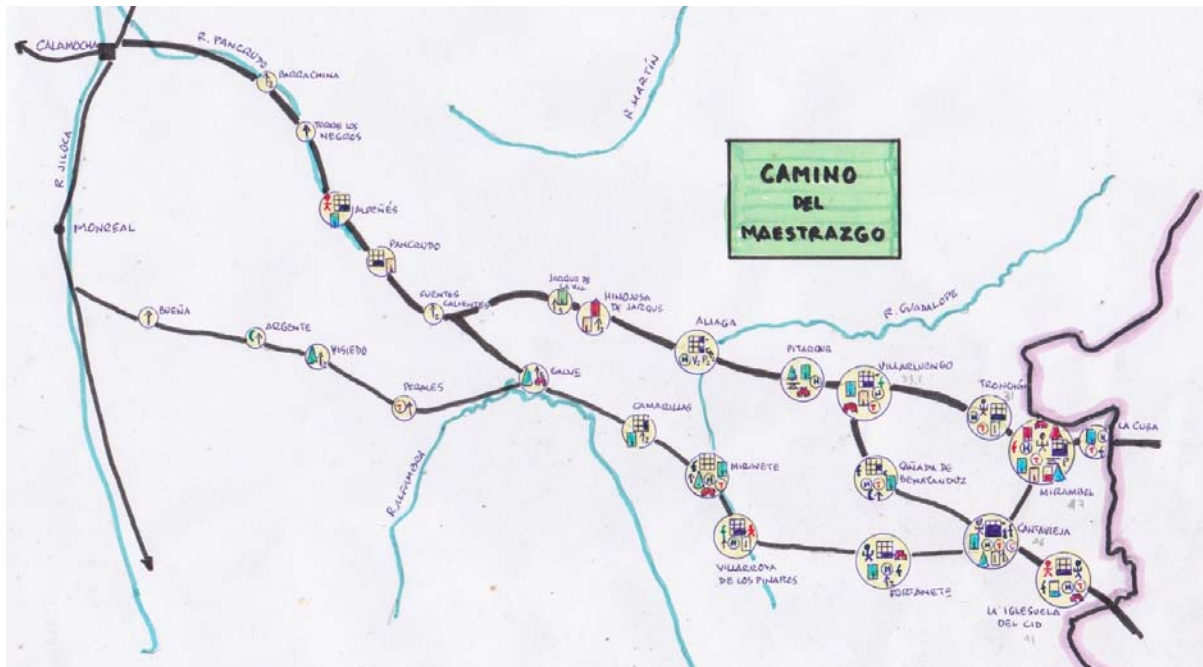 CALAMOCHA
R. PANCRUDO
BARRACHINA
R. MARTÍN
TORRE LOS
NEGROS
R. JILOCA
CAMINO
DEL
MAESTRAZGO
MONREAL
PANCRUDO
FUENTES
CALIENTES
JARQUE DE
LA VAL
HINOJOSA
DE JARQUE
ALIAGA
R. GUADALOPE
BUEÑA
ARGENTE
VISIEDO
PERALES
GALVE
PITARQUE
VILLARLUENGO
TRONCHÓN
LA CUBA
MIRAMBEL
CAMARILLAS
R. ALFAMBRA
MIRAVETE
CAÑADA DE
BENATANDUZ
CANTAVIEJA
VILLARROYA
DE LOS PINARES
FORTANETE
LA IGLESUELA
DEL CID